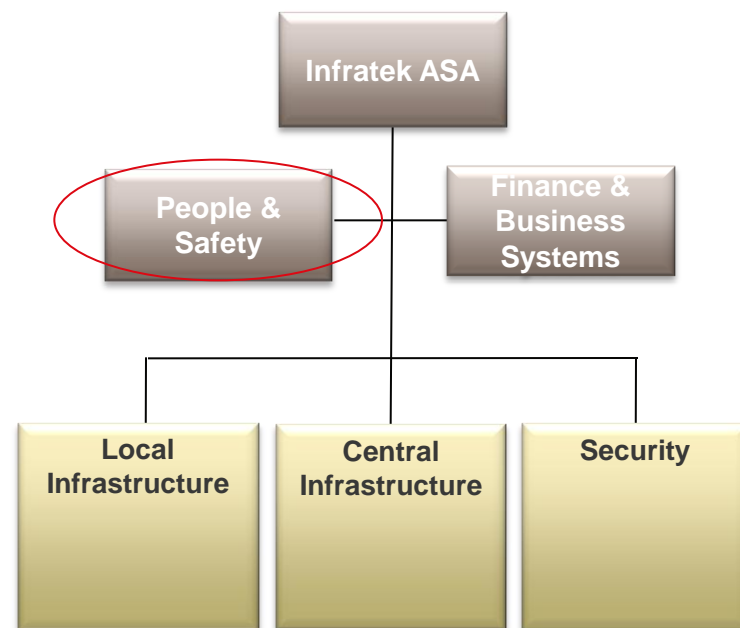 Infratek ASA
People &
Safety
Finance &
Business
Systems
Local
Infrastructure
Central
Infrastructure
Security